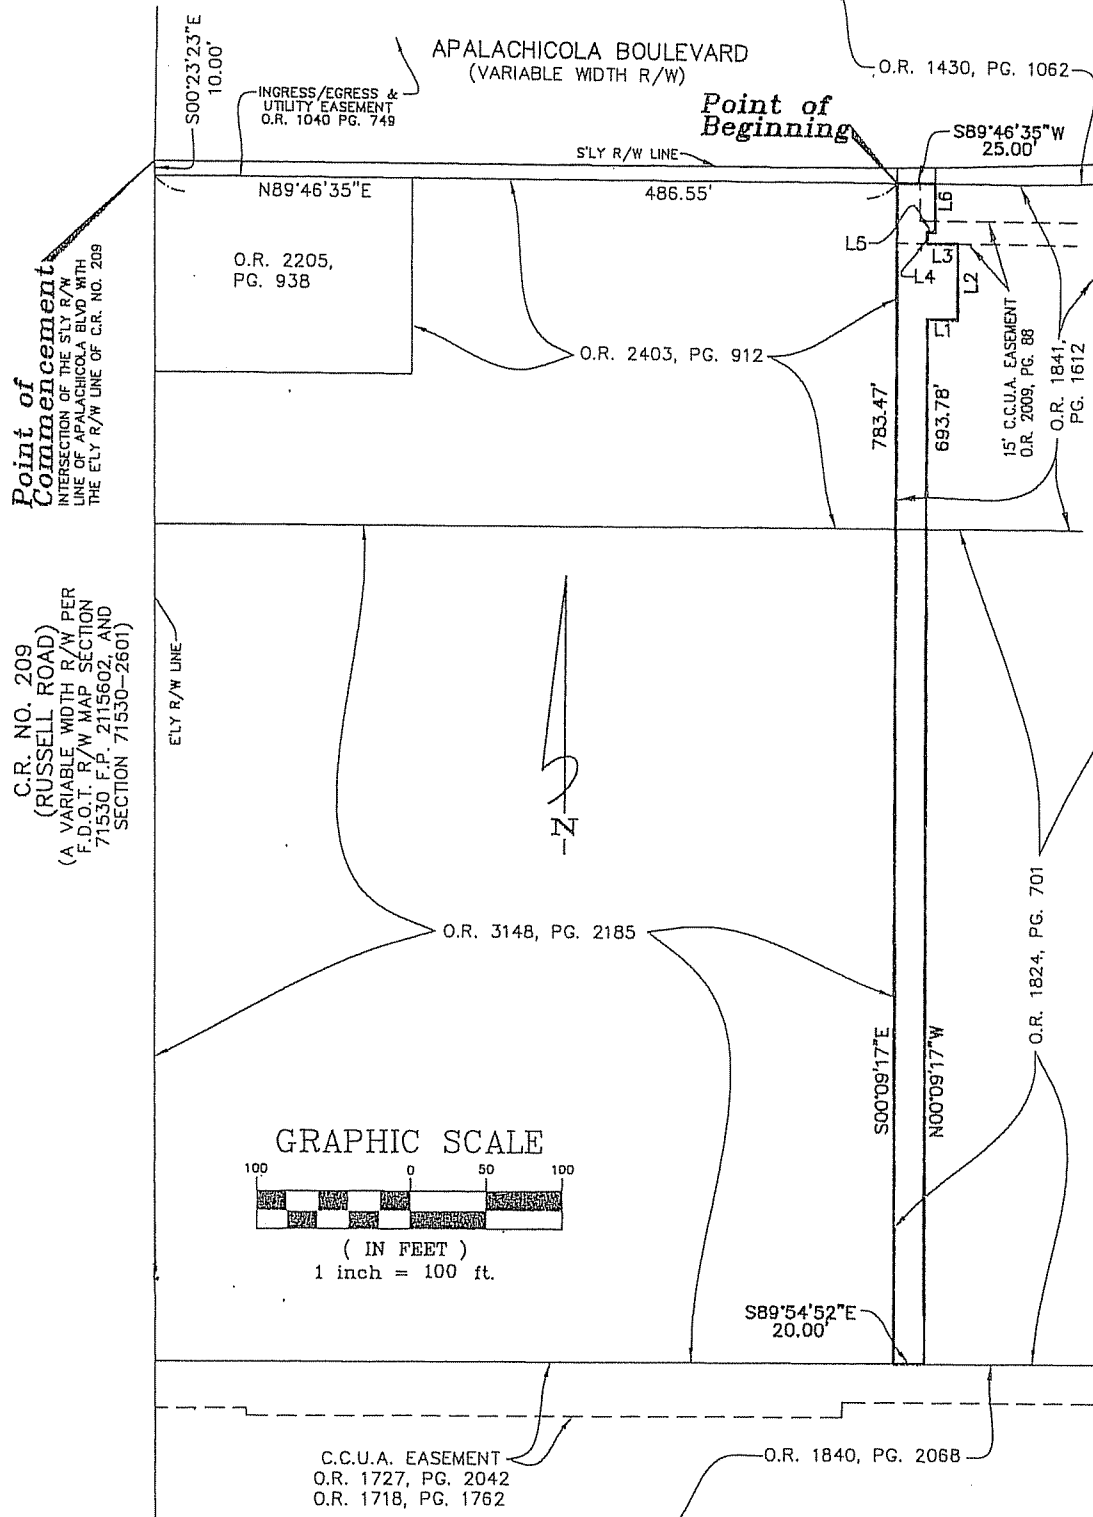 APALACHICOLA BOULEVARD
(VARIABLE WIDTH R/W)
S00°23'23"E
10.00'
INGRESS/EGRESS &
UTILITY EASEMENT
O.R. 1040 PG. 749
O.R. 1430, PG. 1062
Point of
Beginning
S89°46'35"W
25.00'
S'LY R/W LINE
N89°46'35"E
486.55'
L6
L5
L4
L3
L2
L1
Point of
Commencement
INTERSECTION OF THE S'LY R/W
LINE OF APALACHICOLA BLVD WITH
THE E'LY R/W LINE OF C.R. NO. 209
O.R. 2205,
PG. 938
O.R. 2403, PG. 912
783.47'
693.78'
15' C.C.U.A. EASEMENT
O.R. 2009, PG. 88
O.R. 1841,
PG. 1612
C.R. NO. 209
(RUSSELL ROAD)
(A VARIABLE WIDTH R/W PER
F.D.O.T. R/W MAP SECTION
71530 F.P. 2115602, AND
SECTION 71530-2601)
E'LY R/W LINE
N
O.R. 3148, PG. 2185
O.R. 1824, PG. 701
S00°09'17"E
N00°09'17"W
GRAPHIC SCALE
100 0 50 100
( IN FEET )
1 inch = 100 ft.
S89°54'52"E
20.00'
C.C.U.A. EASEMENT
O.R. 1727, PG. 2042
O.R. 1718, PG. 1762
O.R. 1840, PG. 2068